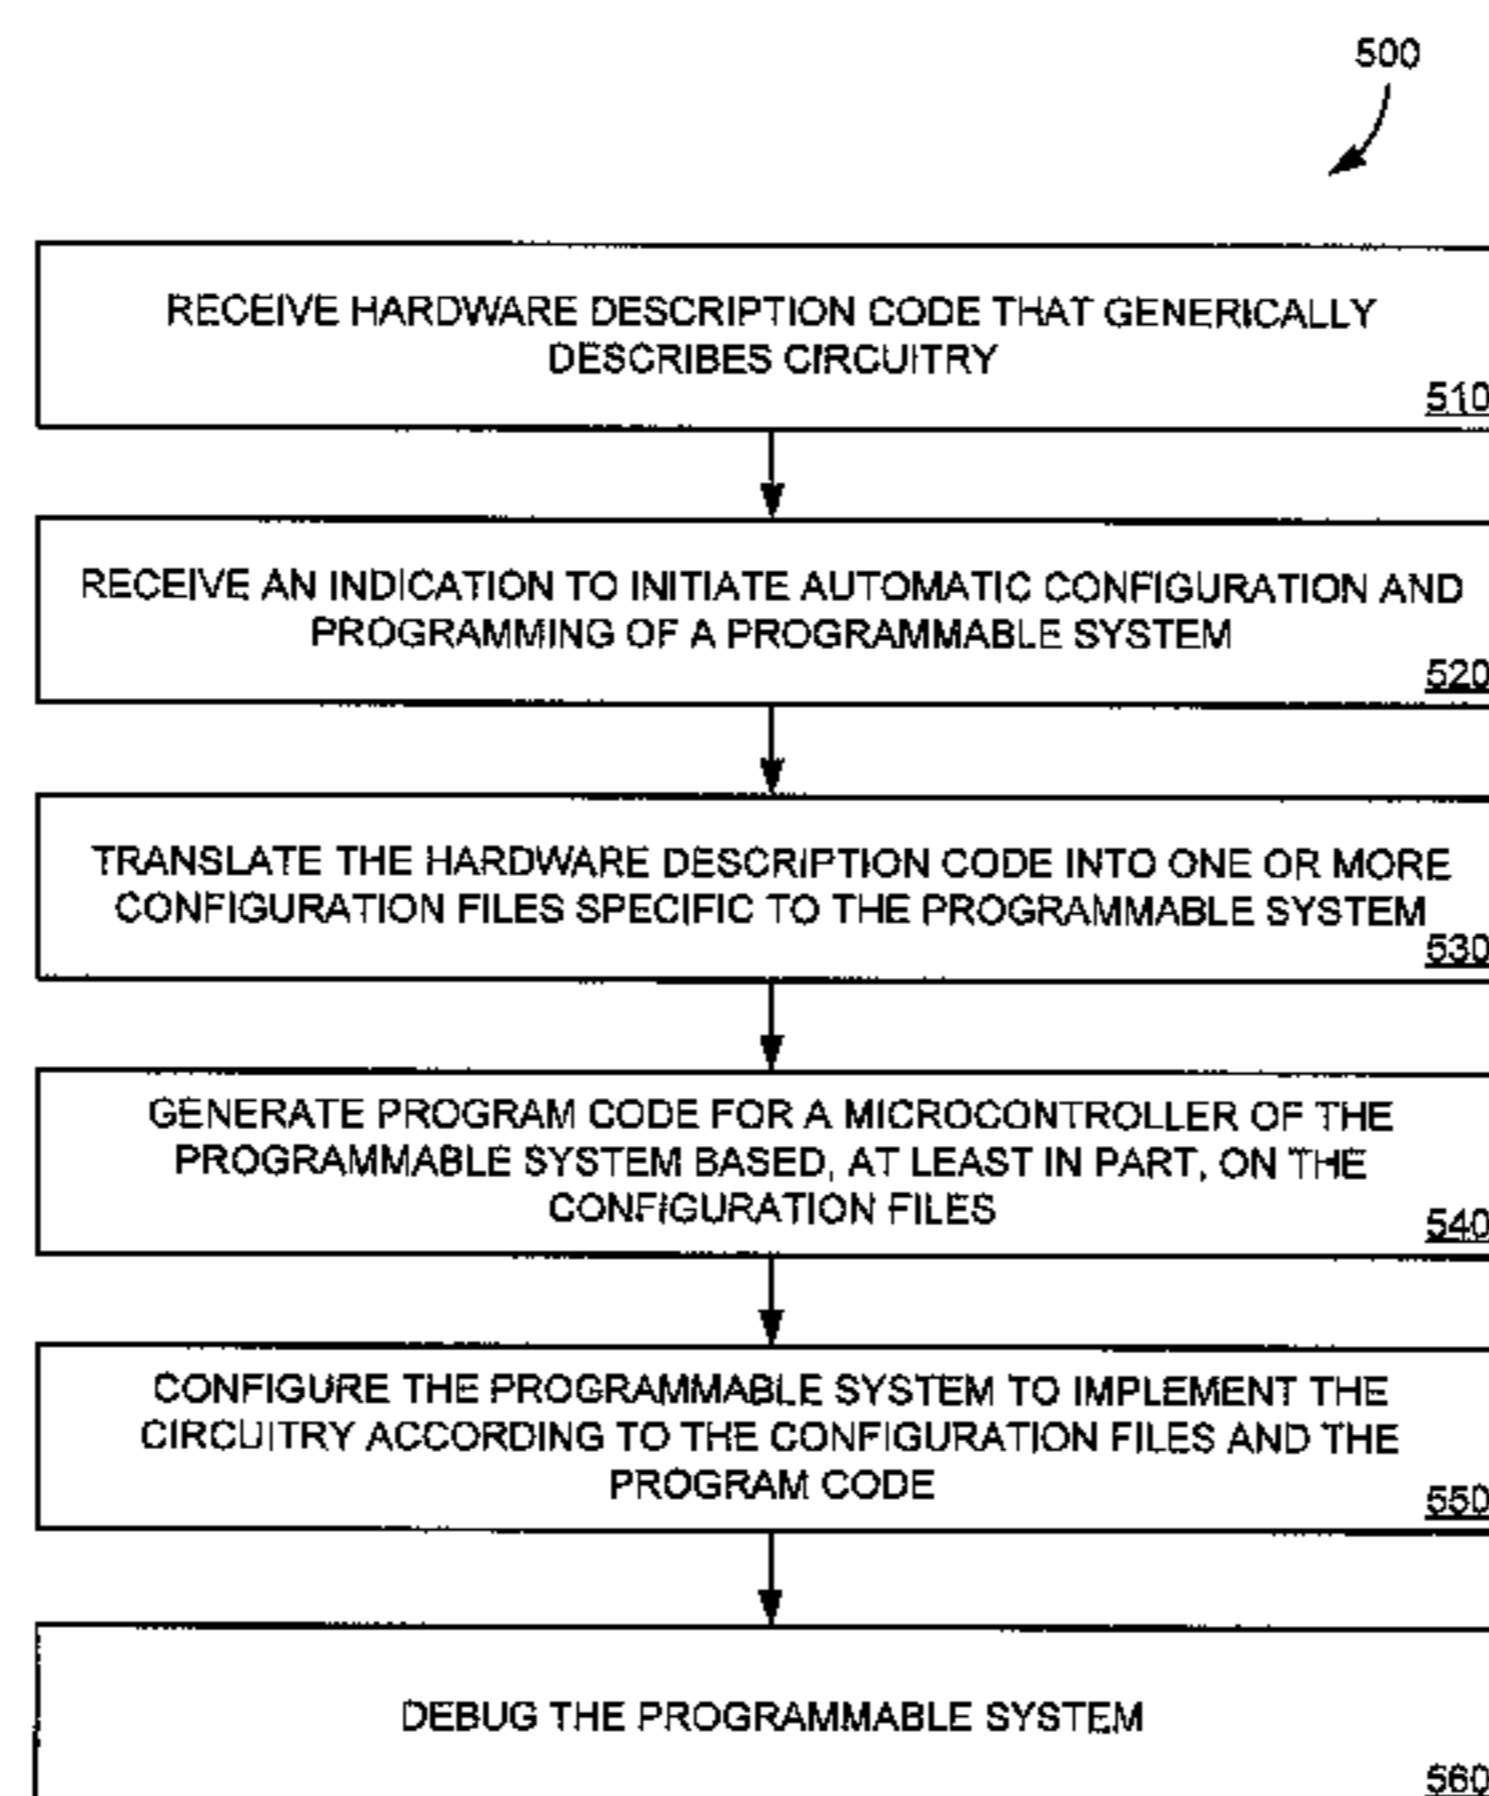 500
RECEIVE HARDWARE DESCRIPTION CODE THAT GENERICALLY
DESCRIBES CIRCUITRY
510
RECEIVE AN INDICATION TO INITIATE AUTOMATIC CONFIGURATION AND
PROGRAMMING OF A PROGRAMMABLE SYSTEM
520
TRANSLATE THE HARDWARE DESCRIPTION CODE INTO ONE OR MORE
CONFIGURATION FILES SPECIFIC TO THE PROGRAMMABLE SYSTEM
530
GENERATE PROGRAM CODE FOR A MICROCONTROLLER OF THE
PROGRAMMABLE SYSTEM BASED, AT LEAST IN PART, ON THE
CONFIGURATION FILES
540
CONFIGURE THE PROGRAMMABLE SYSTEM TO IMPLEMENT THE
CIRCUITRY ACCORDING TO THE CONFIGURATION FILES AND THE
PROGRAM CODE
550
DEBUG THE PROGRAMMABLE SYSTEM
560